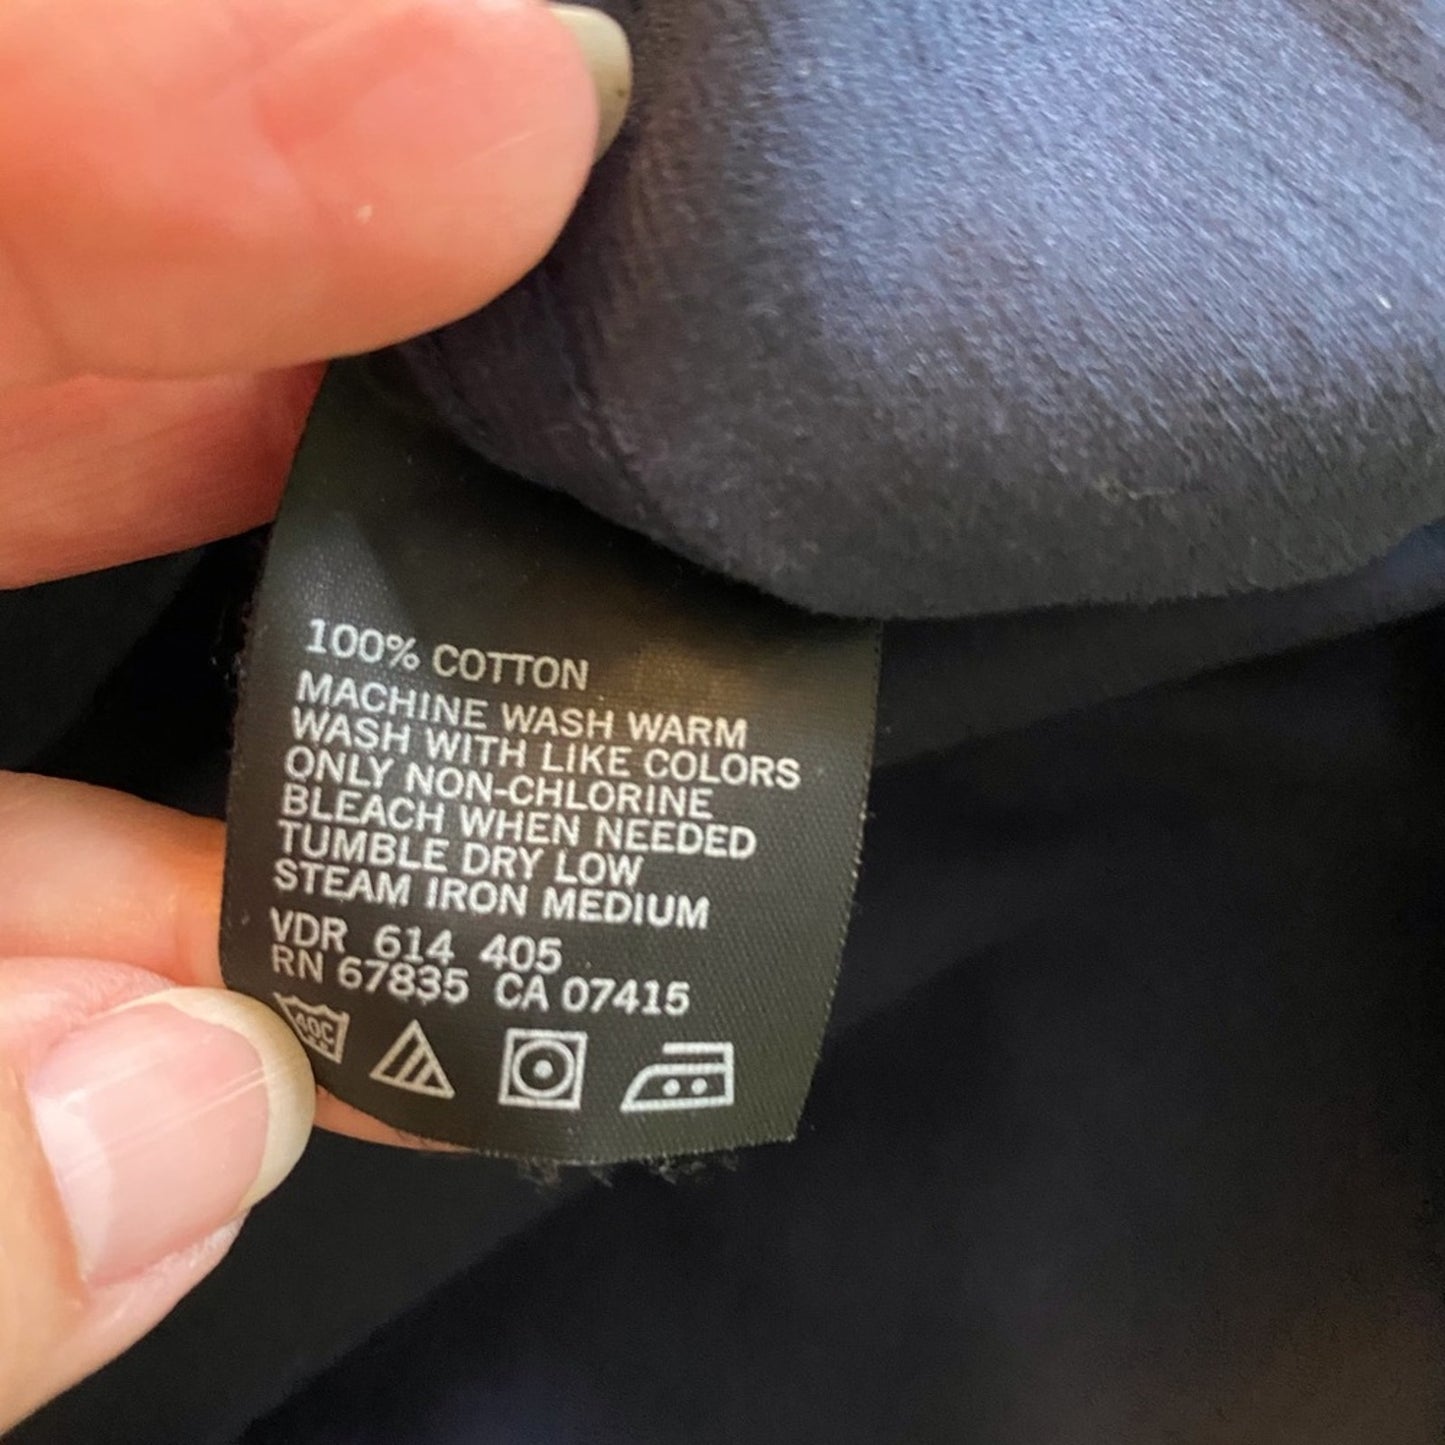 100% COTTON
MACHINE WASH WARM
WASH WITH LIKE COLORS
ONLY NON-CHLORINE
BLEACH WHEN NEEDED
TUMBLE DRY LOW
STEAM IRON MEDIUM
VDR 614 405
RN 67835 CA 07415
40C